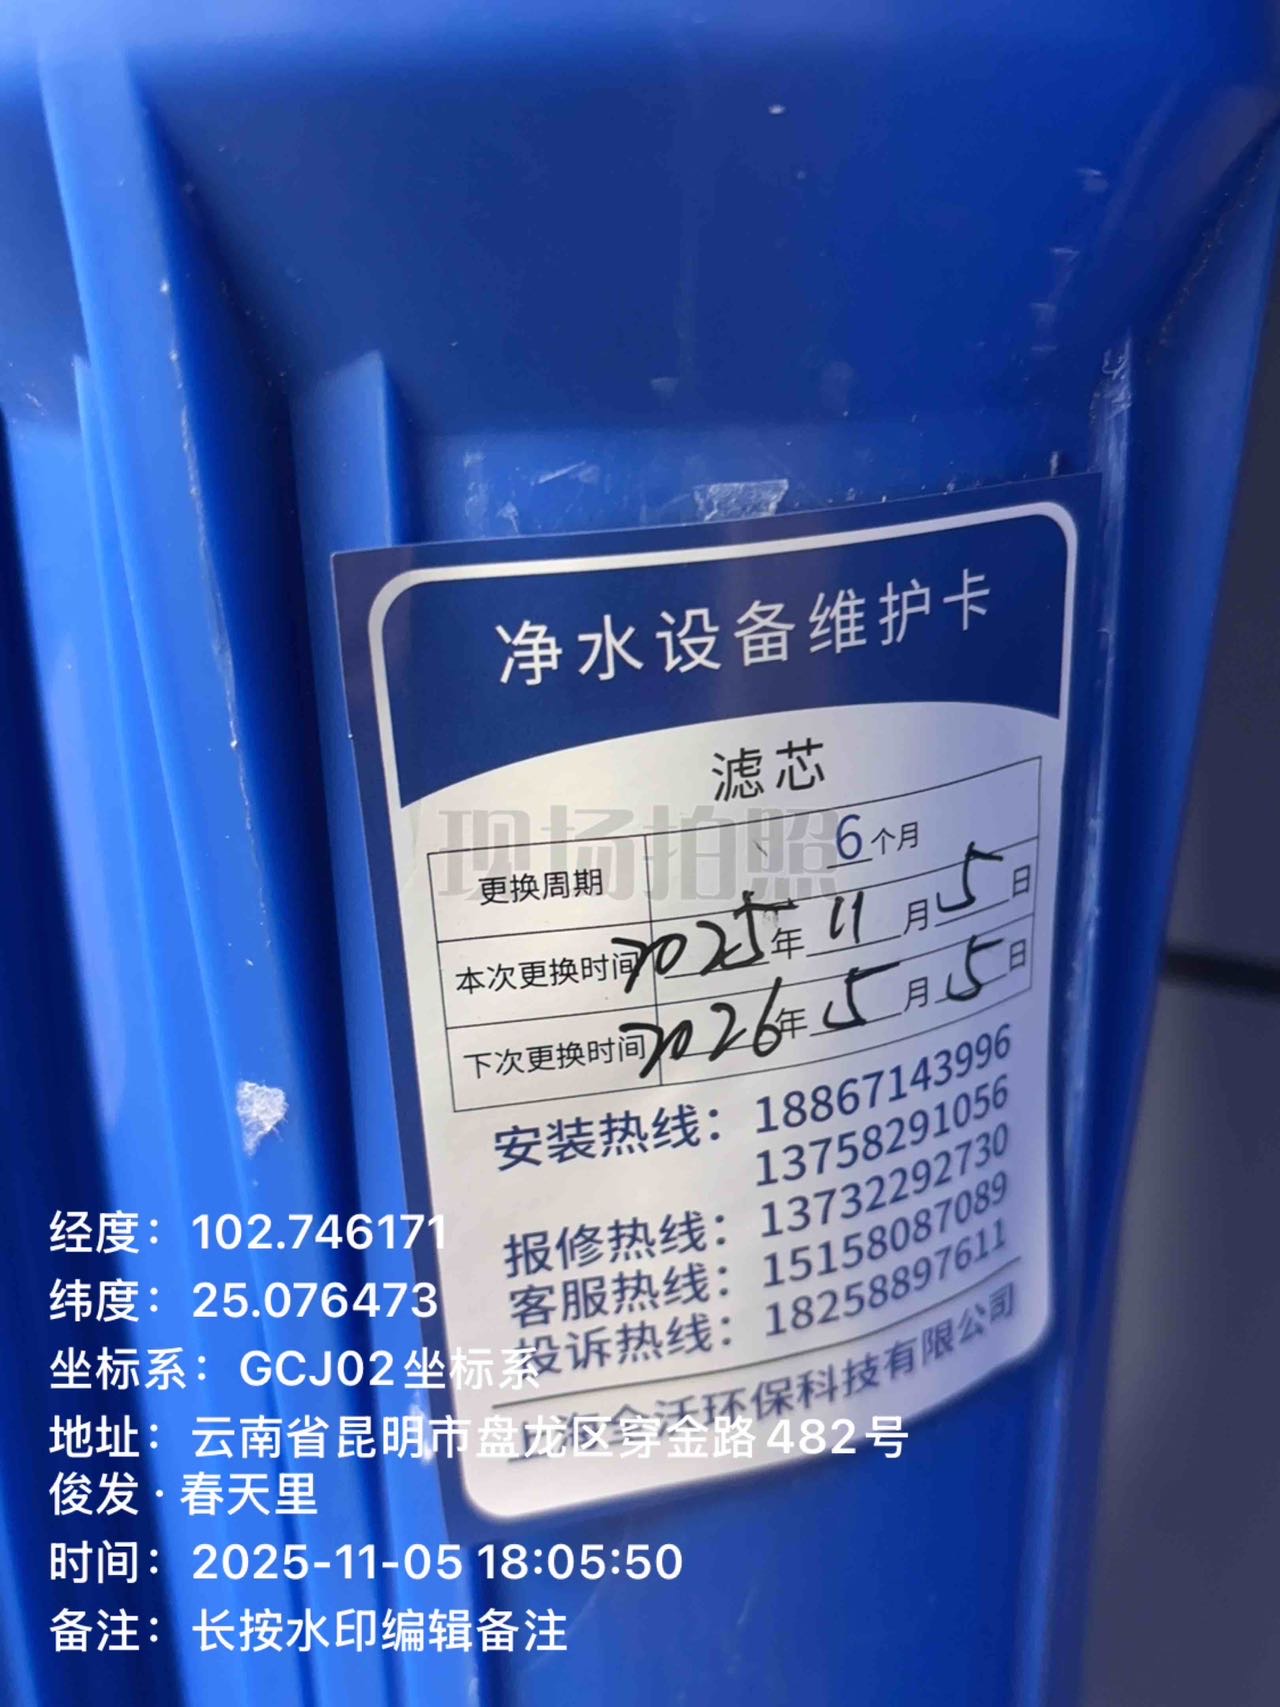 净水设备维护卡
滤芯
现场拍照
更换周期 6个月
本次更换时间 2025年11月5日
下次更换时间 2026年5月5日
安装热线：18867143996
13758291056
报修热线：13732292730
客服热线：15158087089
投诉热线：18258897611
上海 环保科技有限公司
经度：102.746171
纬度：25.076473
坐标系：GCJ02坐标系
地址：云南省昆明市盘龙区穿金路482号
俊发·春天里
时间：2025-11-05 18:05:50
备注：长按水印编辑备注